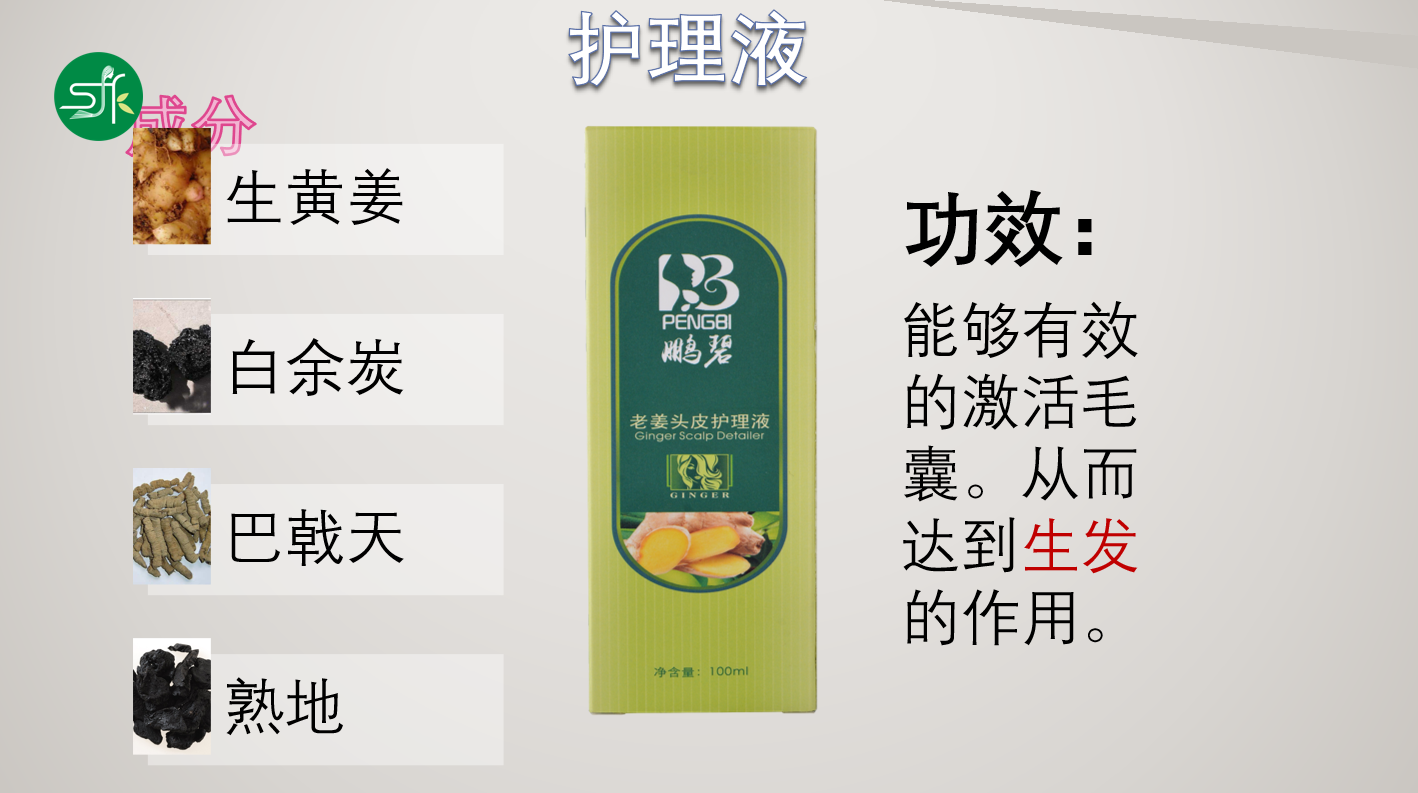 护理液
成分
生黄姜
白余炭
巴戟天
熟地
PENGBI
鹏碧
老姜头皮护理液
Ginger Scalp Detailer
GINGER
净含量：100ml
功效：
能够有效
的激活毛
囊。从而
达到生发
的作用。